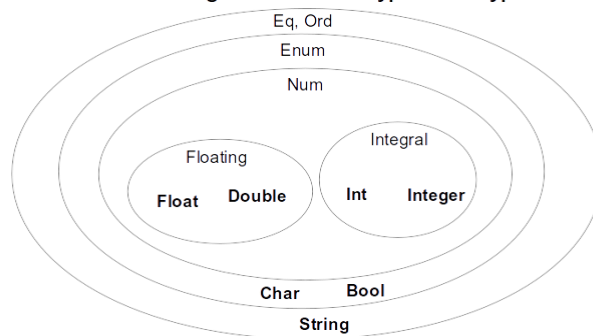 Eq, Ord
Enum
Num
Floating
Integral
Float Double
Int Integer
Char Bool
String